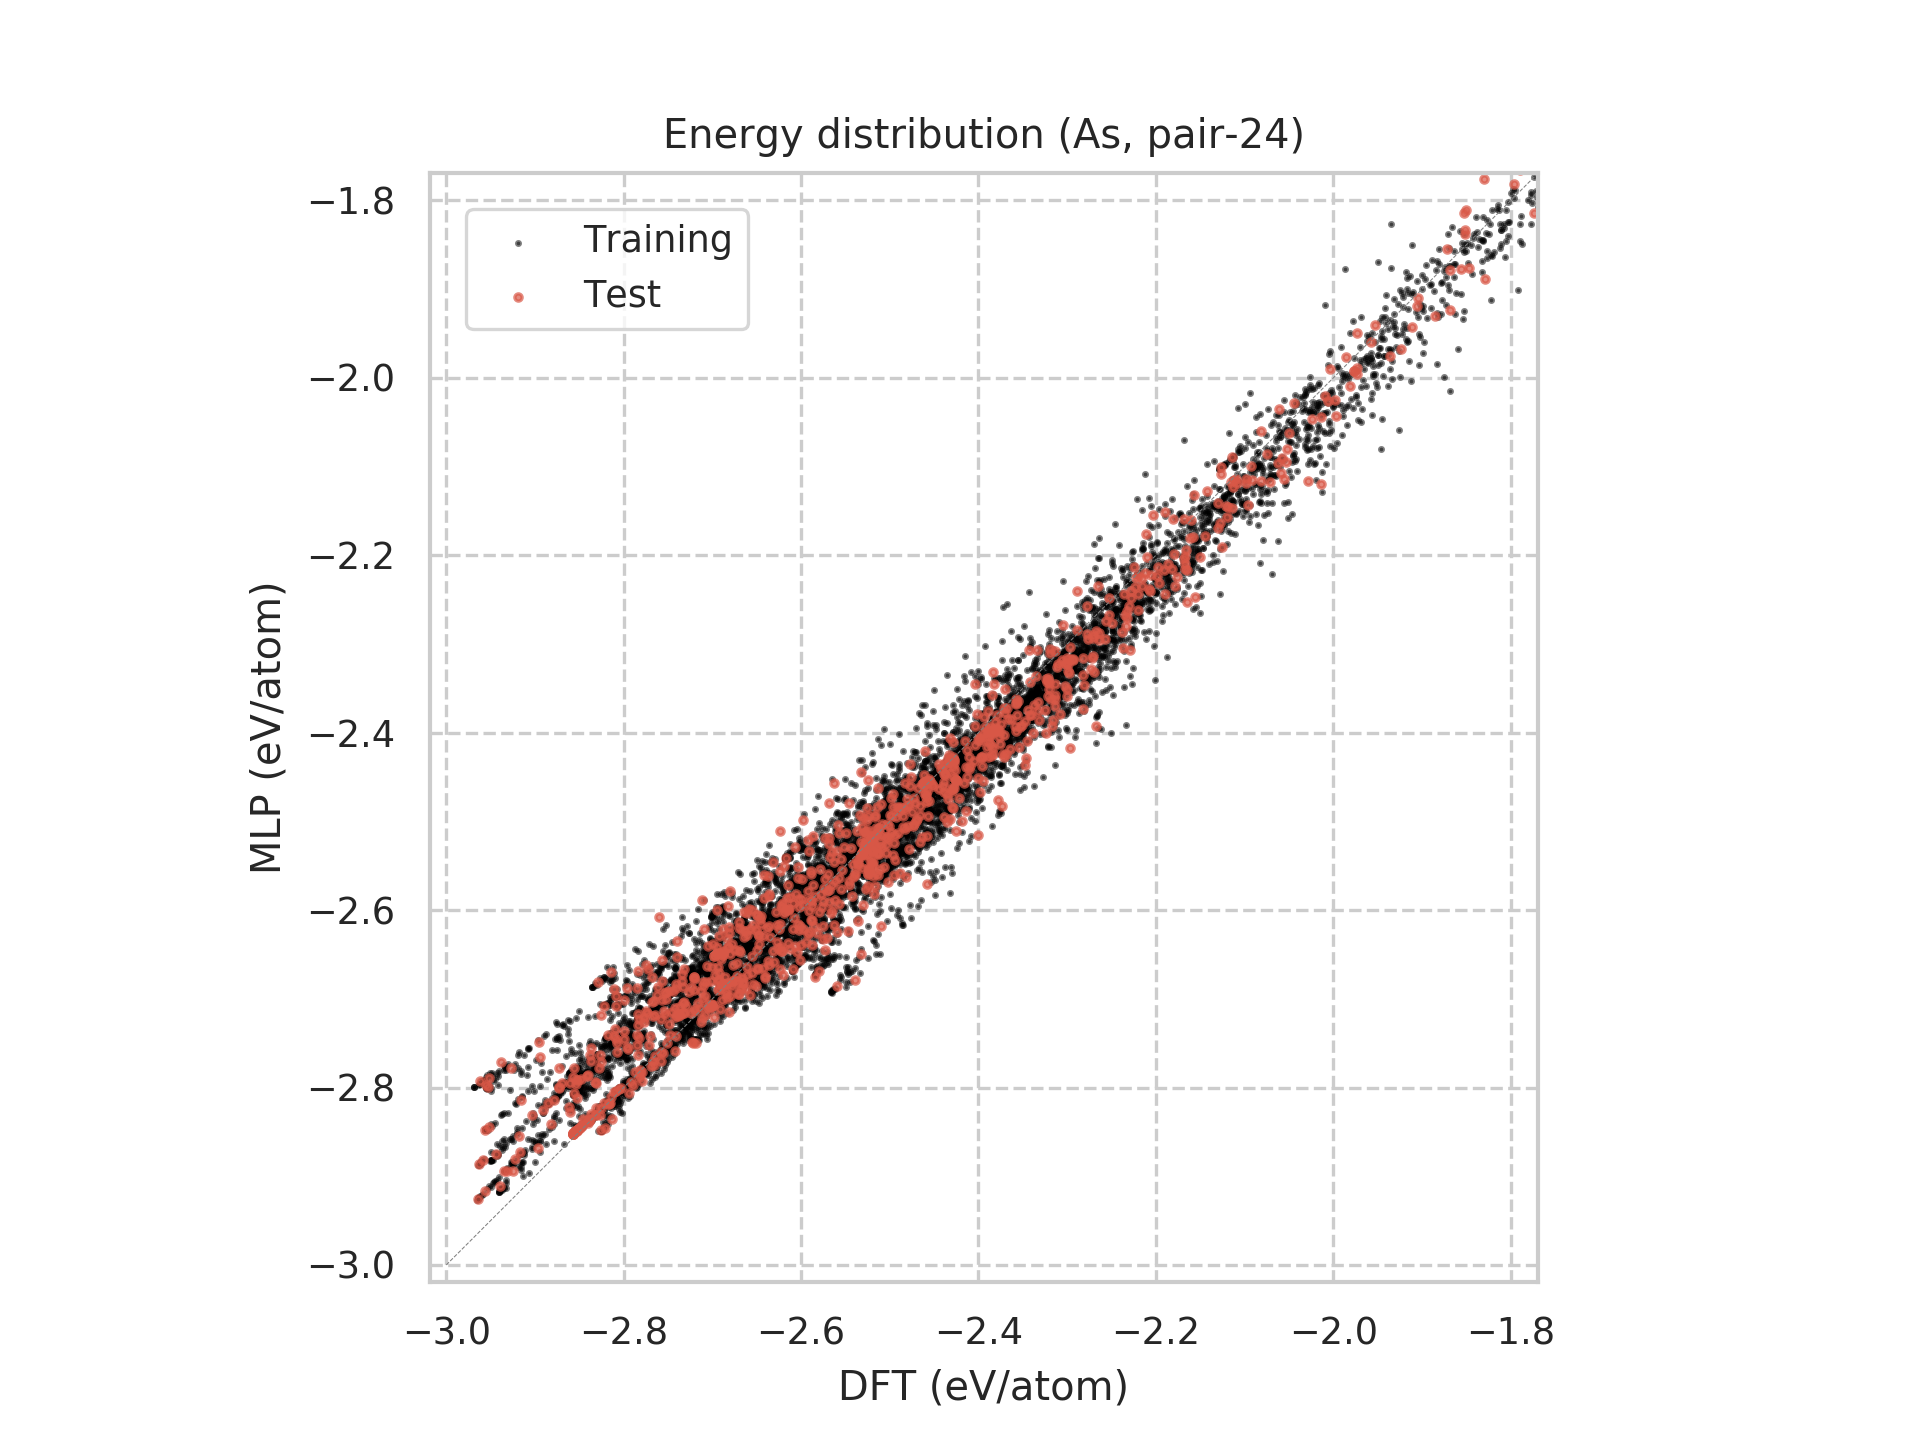 Energy distribution (As, pair-24)
Training
Test
−1.8
−2.0
−2.2
−2.4
−2.6
−2.8
−3.0
MLP (eV/atom)
−3.0 −2.8 −2.6 −2.4 −2.2 −2.0 −1.8
DFT (eV/atom)